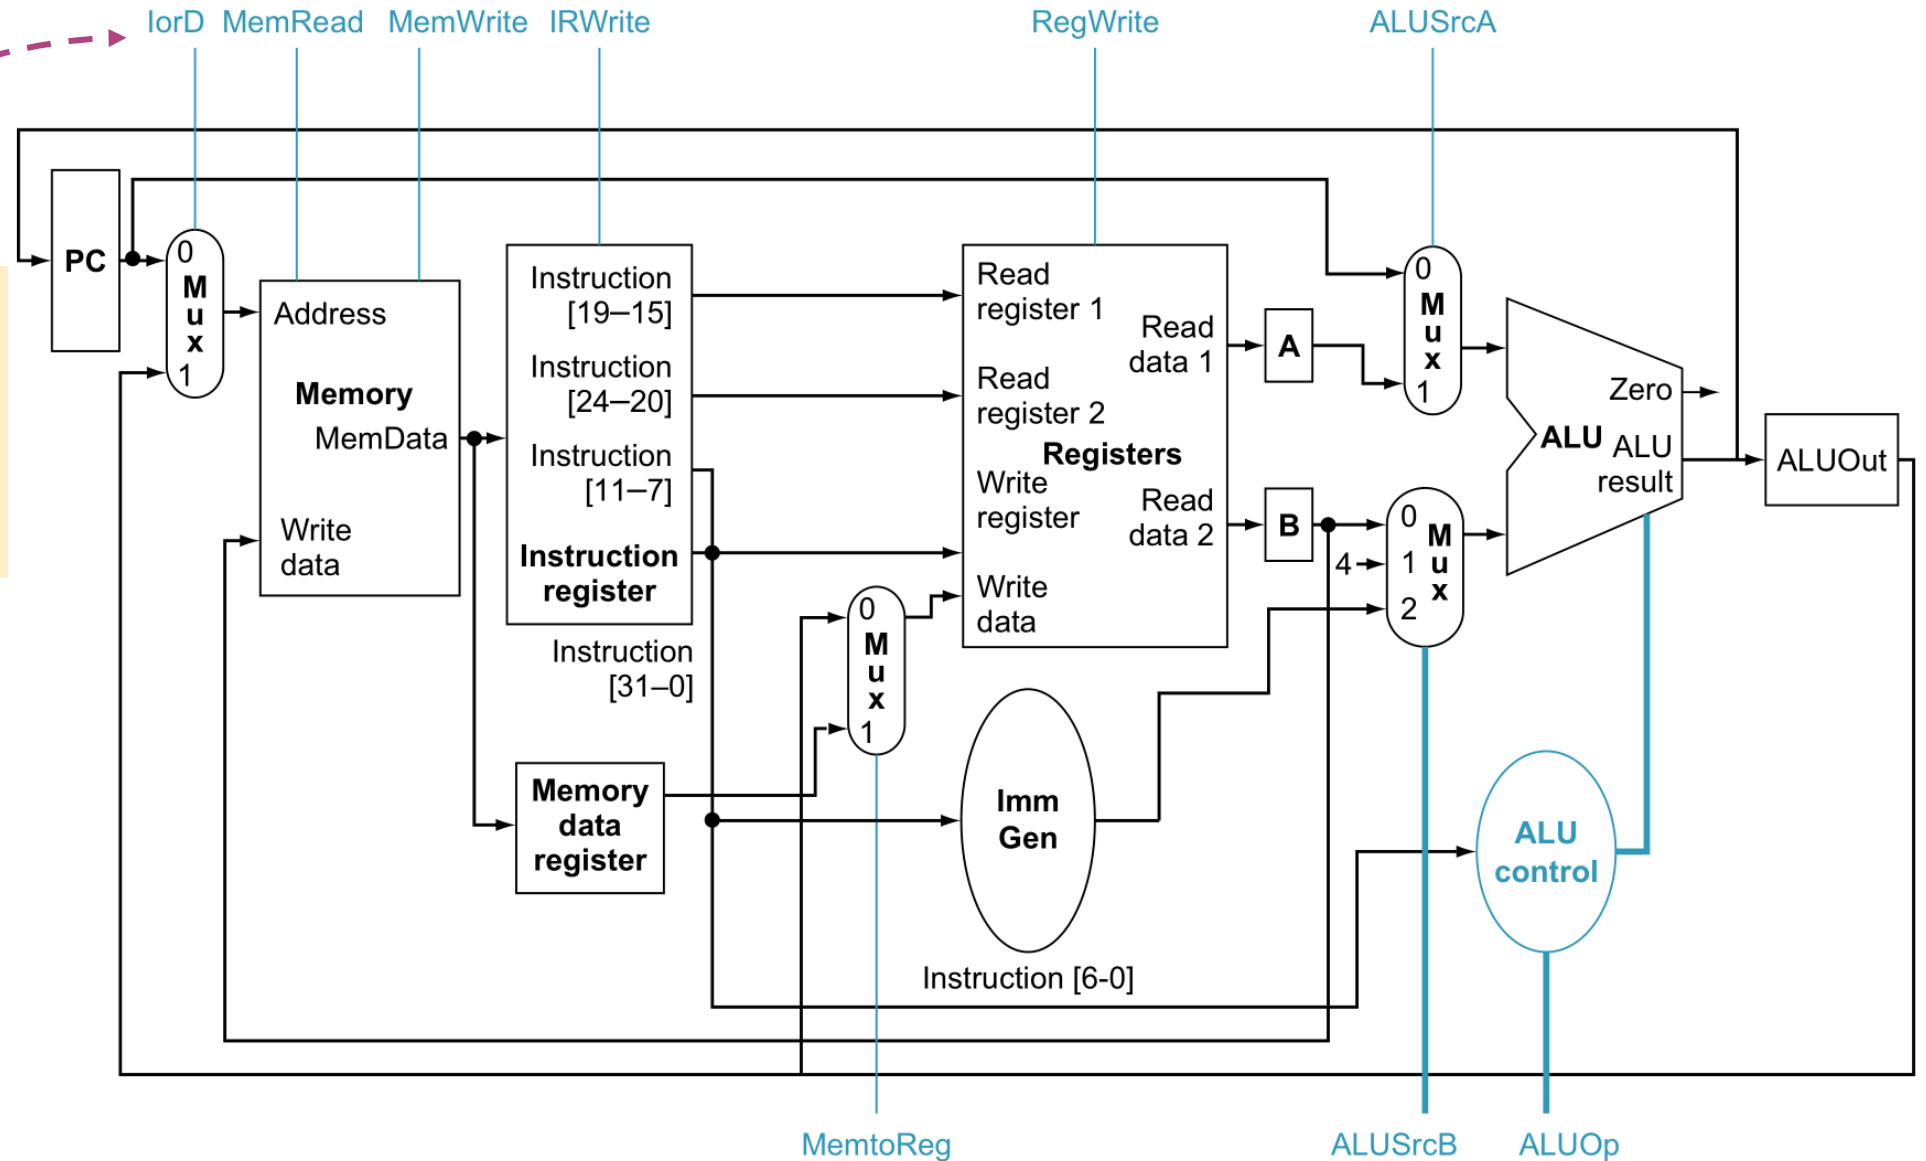 IorD MemRead MemWrite IRWrite RegWrite ALUSrcA
PC
0
M
u
x
1
Address
Memory
MemData
Write
data
Instruction
[19–15]
Instruction
[24–20]
Instruction
[11–7]
Instruction
register
Instruction
[31–0]
Memory
data
register
0
M
u
x
1
Read
register 1
Read
register 2
Registers
Write
register
Write
data
Read
data 1
Read
data 2
Imm
Gen
Instruction [6-0]
A
B
4
0
M
u
x
1
0
1
2
M
u
x
Zero
ALU
ALU
result
ALUOut
ALU
control
MemtoReg ALUSrcB ALUOp